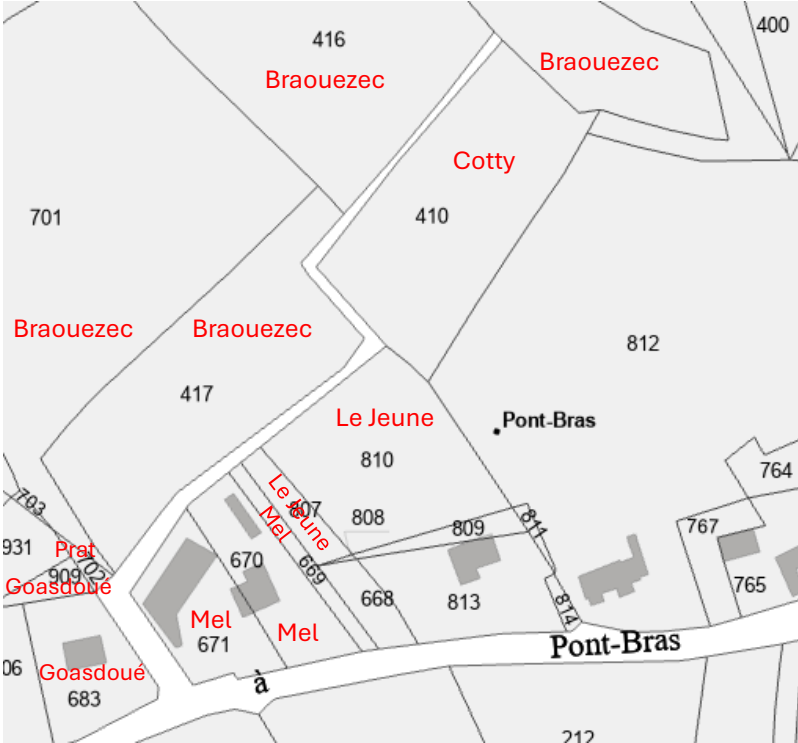 400
416
Braouezec
Braouezec
Cotty
701
410
Braouezec
Braouezec
812
417
Le Jeune
Pont-Bras
810
764
Le Jeune
703
807
808
809
811
767
Mel
931
Prat
702
670
669
909
Goasdoué
765
668
813
814
Mel
671
Mel
Pont-Bras
06
Goasdoué
683
à
212